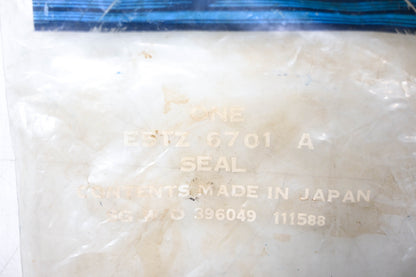 ONE
E5TZ 6701 A
SEAL
CONTENTS MADE IN JAPAN
396049 111588